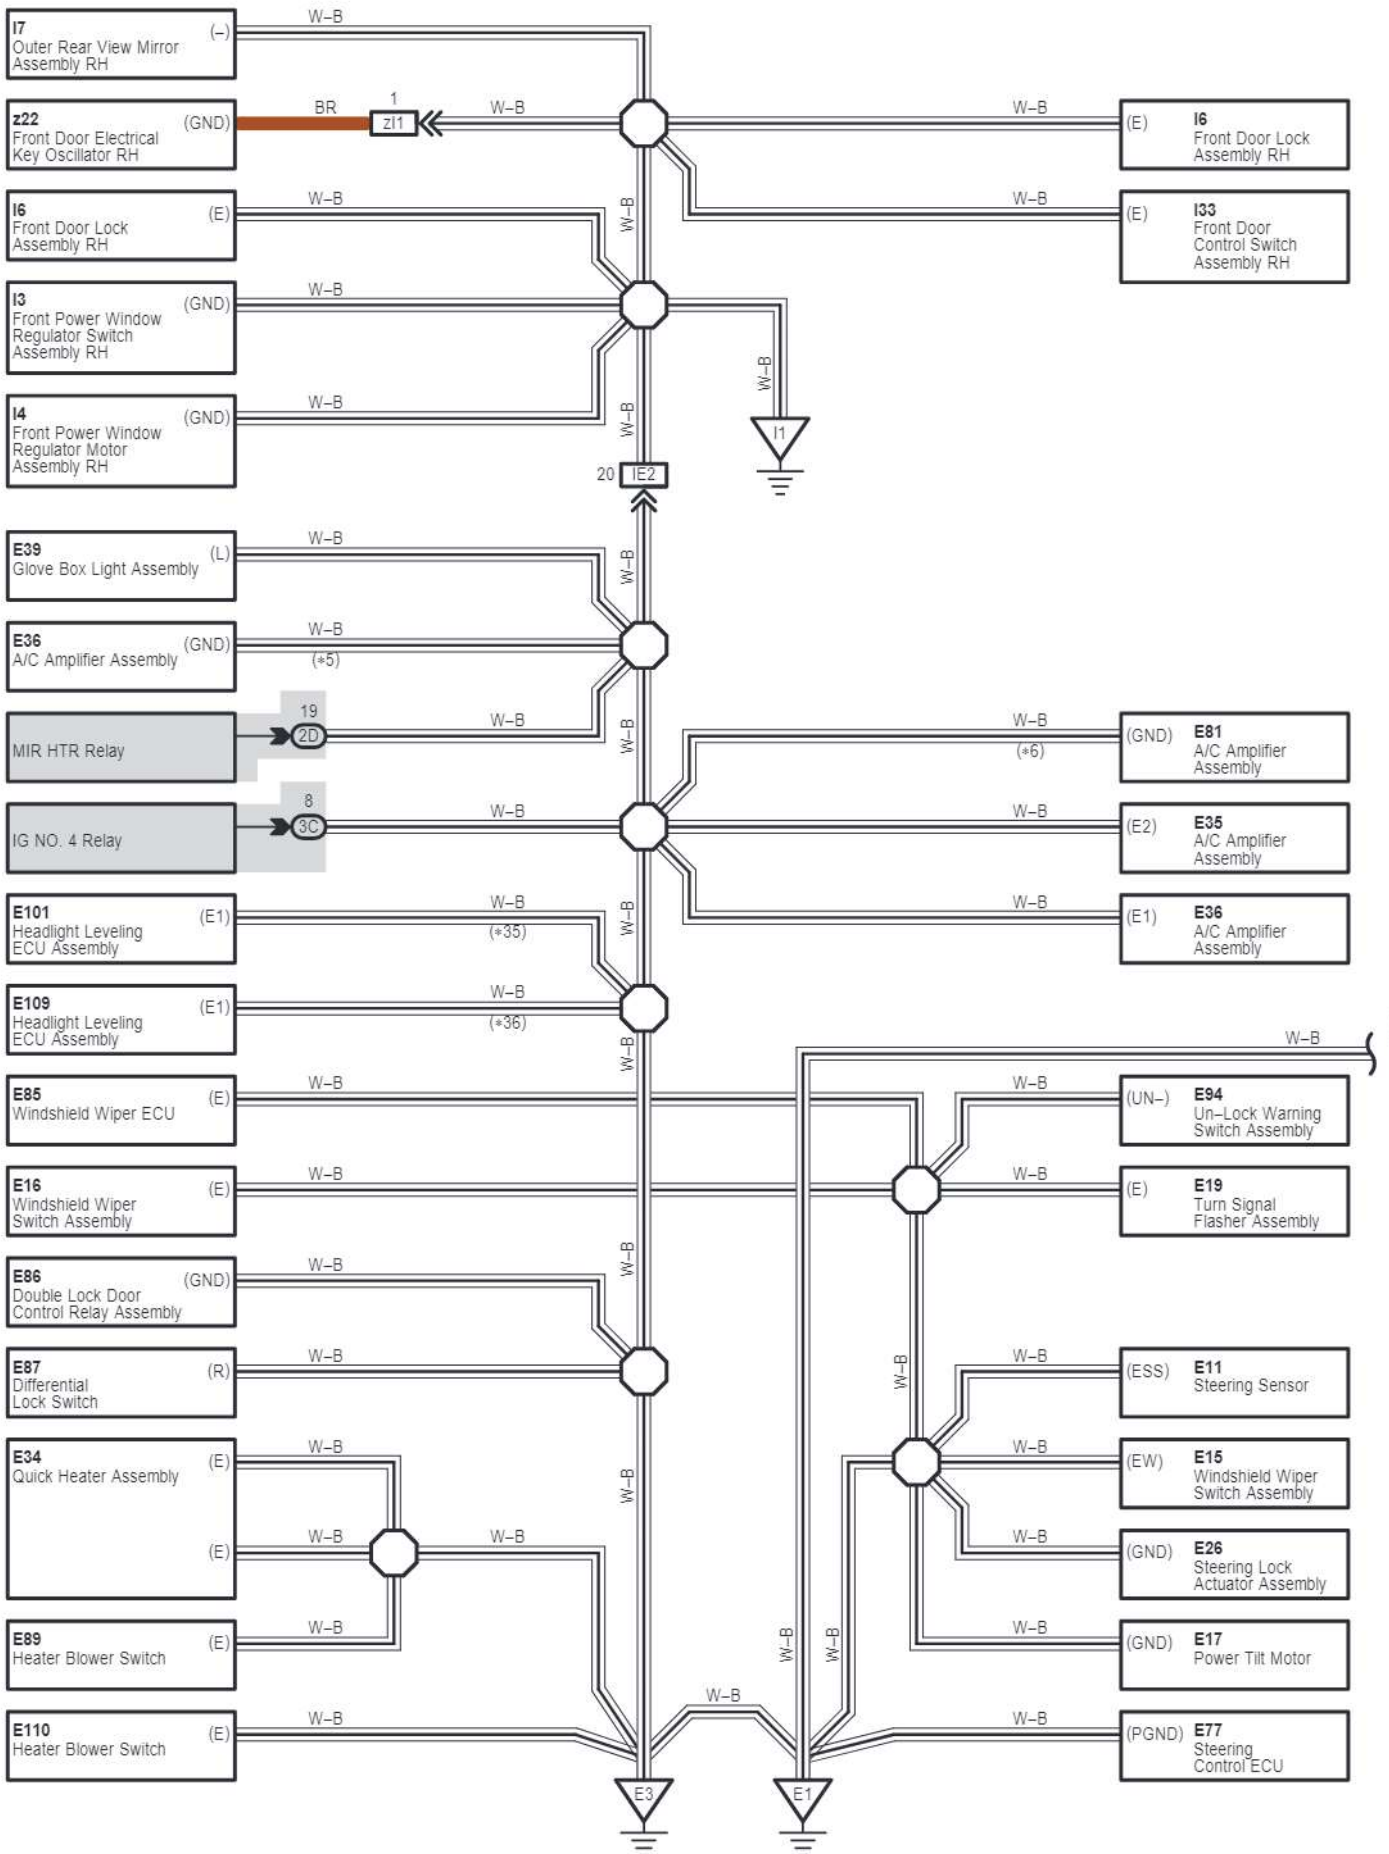 I7
(–)
Outer Rear View Mirror
Assembly RH
W–B
z22
(GND)
Front Door Electrical
Key Oscillator RH
BR
1
zI1
W–B
W–B
(E)
I6
Front Door Lock
Assembly RH
I6
(E)
Front Door Lock
Assembly RH
W–B
W–B
W–B
(E)
I33
Front Door
Control Switch
Assembly RH
I3
(GND)
Front Power Window
Regulator Switch
Assembly RH
W–B
W–B
I1
I4
(GND)
Front Power Window
Regulator Motor
Assembly RH
W–B
W–B
20
IE2
E39
(L)
Glove Box Light Assembly
W–B
W–B
E36
(GND)
A/C Amplifier Assembly
W–B
(∗5)
MIR HTR Relay
19
2D
W–B
W–B
W–B
(∗6)
(GND)
E81
A/C Amplifier
Assembly
IG NO. 4 Relay
8
3C
W–B
W–B
(E2)
E35
A/C Amplifier
Assembly
E101
(E1)
Headlight Leveling
ECU Assembly
W–B
(∗35)
W–B
W–B
(E1)
E36
A/C Amplifier
Assembly
E109
(E1)
Headlight Leveling
ECU Assembly
W–B
(∗36)
W–B
W–B
E85
(E)
Windshield Wiper ECU
W–B
W–B
(UN–)
E94
Un–Lock Warning
Switch Assembly
E16
(E)
Windshield Wiper
Switch Assembly
W–B
W–B
(E)
E19
Turn Signal
Flasher Assembly
E86
(GND)
Double Lock Door
Control Relay Assembly
W–B
W–B
E87
(R)
Differential
Lock Switch
W–B
W–B
W–B
(ESS)
E11
Steering Sensor
E34
(E)
Quick Heater Assembly
W–B
W–B
W–B
(EW)
E15
Windshield Wiper
Switch Assembly
(E)
W–B
W–B
W–B
(GND)
E26
Steering Lock
Actuator Assembly
E89
(E)
Heater Blower Switch
W–B
W–B
W–B
W–B
(GND)
E17
Power Tilt Motor
E110
(E)
Heater Blower Switch
W–B
W–B
W–B
(PGND)
E77
Steering
Control ECU
E3
E1